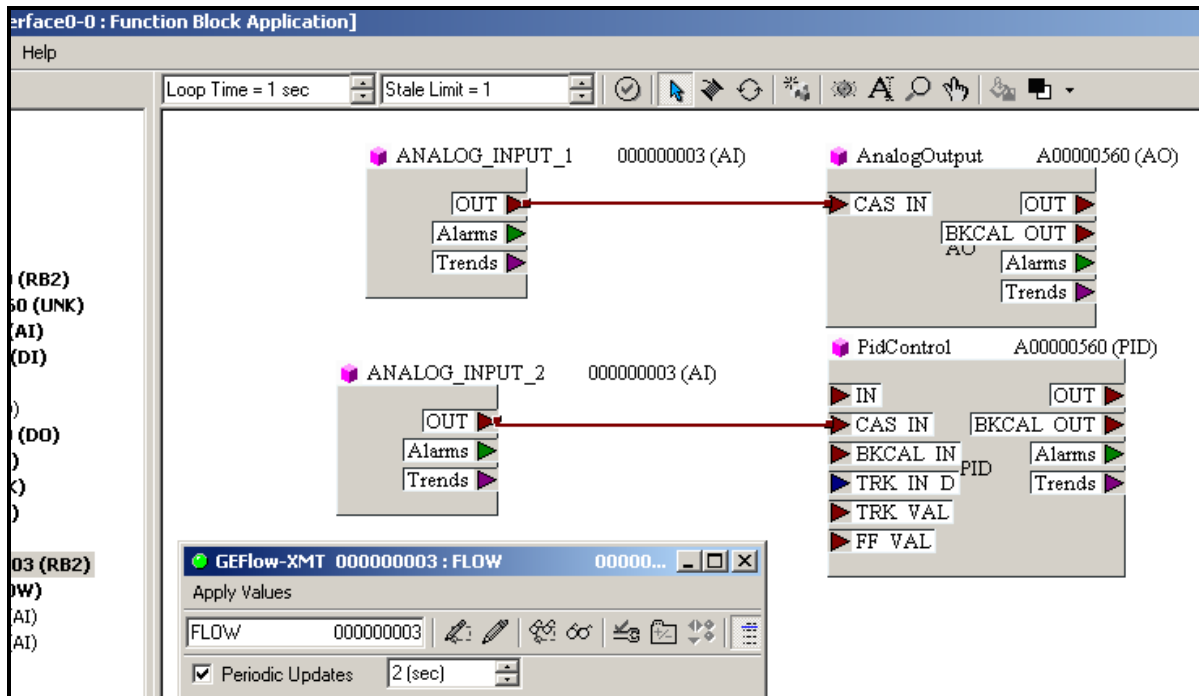 erface0-0 : Function Block Application]
Help
Loop Time = 1 sec
Stale Limit = 1
(RB2)
60 (UNK)
(AI)
(DI)
)
(DO)
)
)
03 (RB2)
OW)
(AI)
(AI)
ANALOG_INPUT_1 000000003 (AI)
OUT
Alarms
Trends
AnalogOutput A00000560 (AO)
CAS IN
OUT
BKCAL OUT
AO
Alarms
Trends
ANALOG_INPUT_2 000000003 (AI)
OUT
Alarms
Trends
PidControl A00000560 (PID)
IN
CAS IN
BKCAL IN
TRK IN D
TRK VAL
FF VAL
PID
OUT
BKCAL OUT
Alarms
Trends
GEFlow-XMT 000000003 : FLOW 00000...
Apply Values
FLOW 000000003
Periodic Updates 2 (sec)